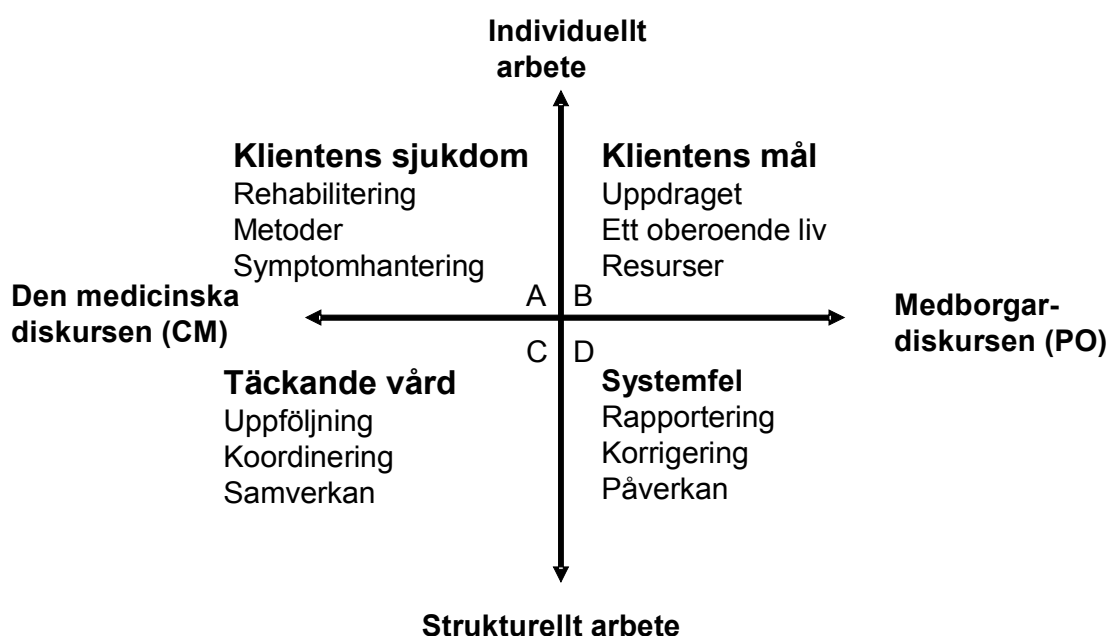 Individuellt
arbete
Klientens sjukdom
Rehabilitering
Metoder
Symptomhantering
Klientens mål
Uppdraget
Ett oberoende liv
Resurser
Den medicinska
diskursen (CM)
A B
C D
Medborgar-
diskursen (PO)
Täckande vård
Uppföljning
Koordinering
Samverkan
Systemfel
Rapportering
Korrigering
Påverkan
Strukturellt arbete